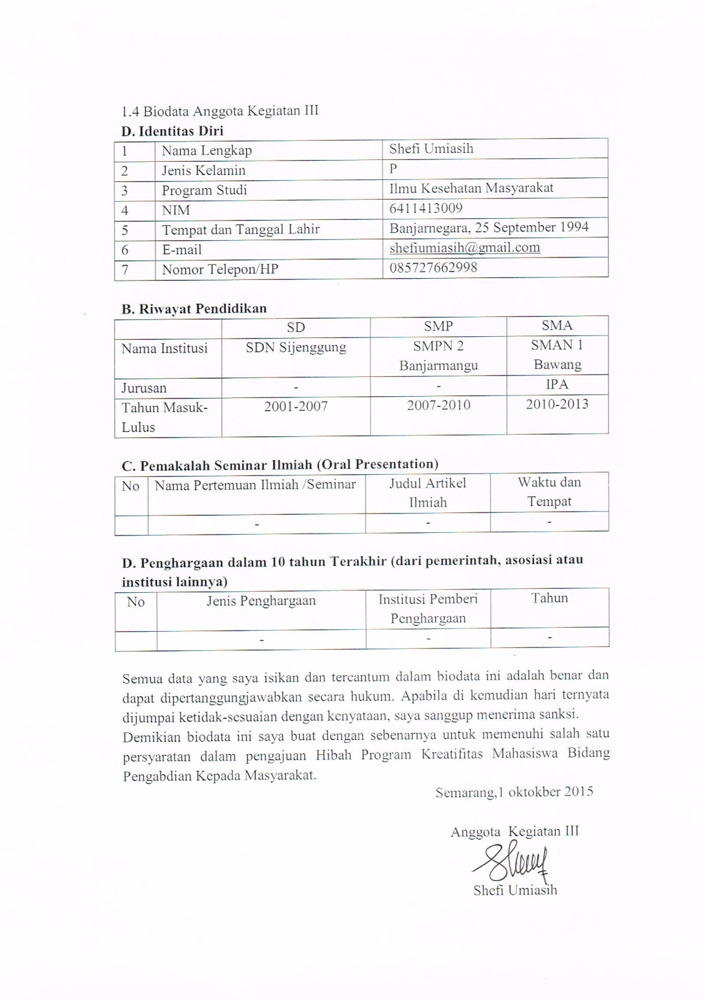 1.4 Biodata Anggota Kegiatan III
D. Identitas Diri
1 Nama Lengkap Shefi Umiasih
2 Jenis Kelamin P
3 Program Studi Ilmu Kesehatan Masyarakat
4 NIM 6411413009
5 Tempat dan Tanggal Lahir Banjarnegara, 25 September 1994
6 E-mail shefiumiasih@gmail.com
7 Nomor Telepon/HP 085727662998
B. Riwayat Pendidikan
SD SMP SMA
Nama Institusi SDN Sijenggung SMPN 2 SMAN 1
Banjarmangu Bawang
Jurusan - - IPA
Tahun Masuk- 2001-2007 2007-2010 2010-2013
Lulus
C. Pemakalah Seminar Ilmiah (Oral Presentation)
No Nama Pertemuan Ilmiah /Seminar Judul Artikel Waktu dan
Ilmiah Tempat
- - -
D. Penghargaan dalam 10 tahun Terakhir (dari pemerintah, asosiasi atau
institusi lainnya)
No Jenis Penghargaan Institusi Pemberi Tahun
Penghargaan
- - -
Semua data yang saya isikan dan tercantum dalam biodata ini adalah benar dan
dapat dipertanggungjawabkan secara hukum. Apabila di kemudian hari ternyata
dijumpai ketidak-sesuaian dengan kenyataan, saya sanggup menerima sanksi.
Demikian biodata ini saya buat dengan sebenarnya untuk memenuhi salah satu
persyaratan dalam pengajuan Hibah Program Kreatifitas Mahasiswa Bidang
Pengabdian Kepada Masyarakat.
Semarang,1 oktokber 2015
Anggota Kegiatan III
Shefi Umiasih